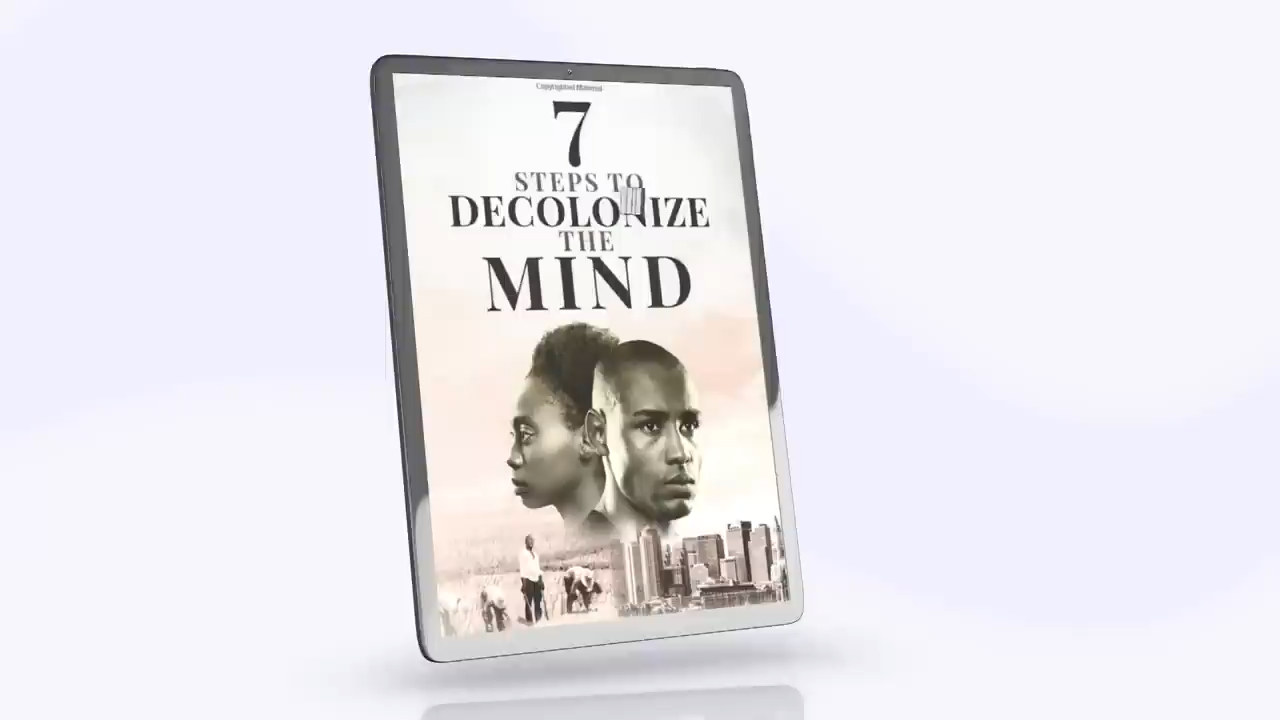 Copyrighted Material
7
STEPS TO
DECOLONIZE
THE
MIND